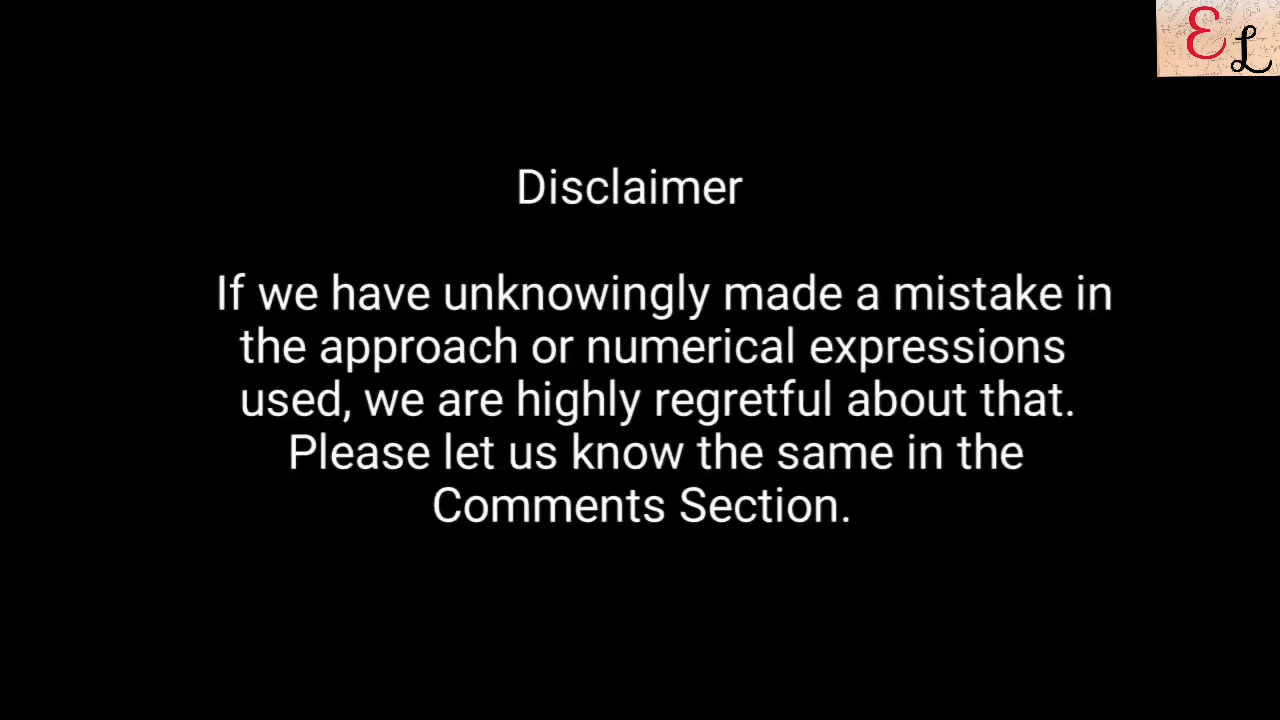 EL
Disclaimer
If we have unknowingly made a mistake in
the approach or numerical expressions
used, we are highly regretful about that.
Please let us know the same in the
Comments Section.